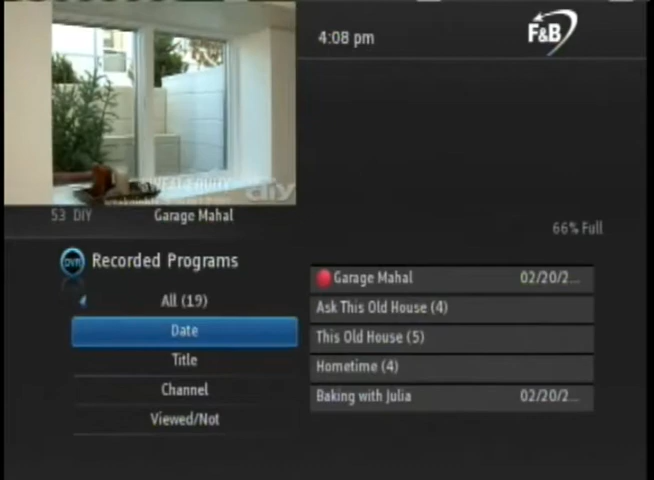 4:08 pm
F&B
SWEAT EQUITY
diy
53 DIY Garage Mahal
66% Full
DVR Recorded Programs
All (19)
Date
Title
Channel
Viewed/Not
Garage Mahal 02/20/2...
Ask This Old House (4)
This Old House (5)
Hometime (4)
Baking with Julia 02/20/2...